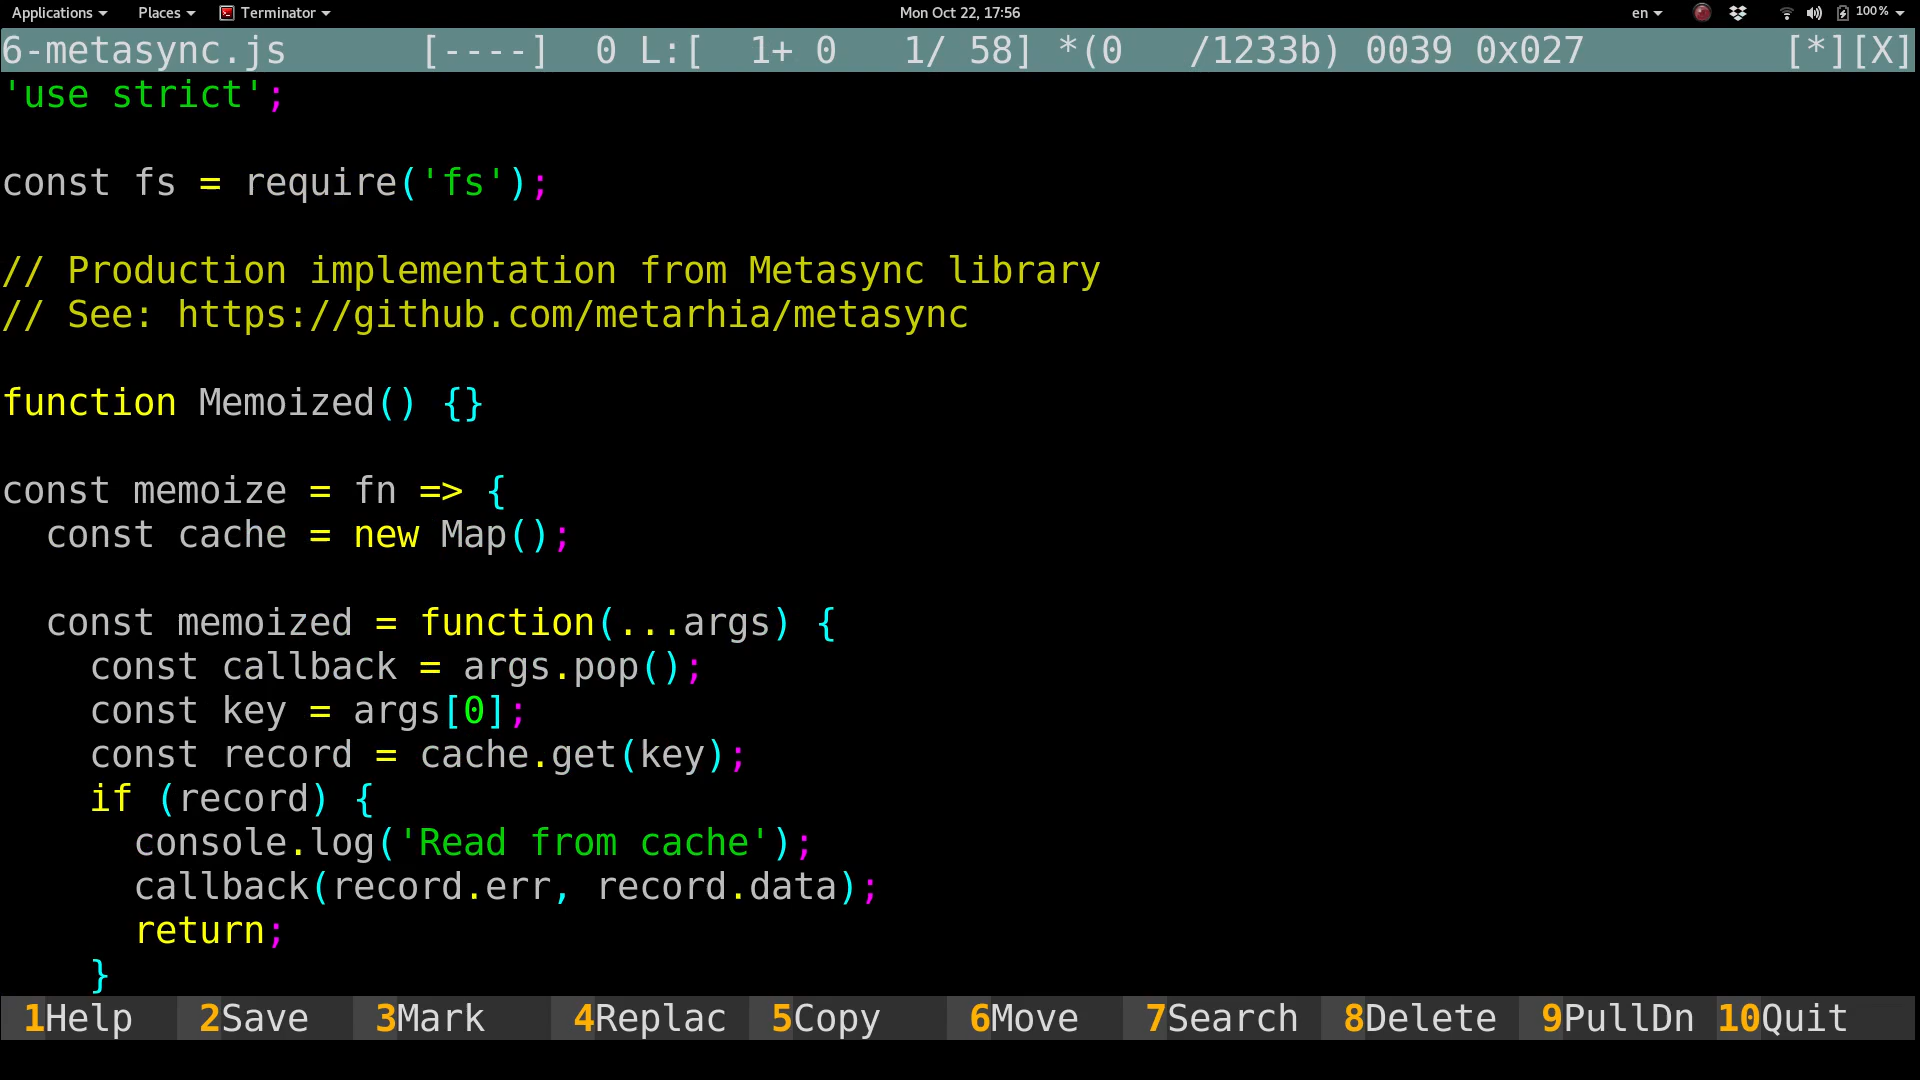 Applications Places Terminator Mon Oct 22, 17:56 en 100%
6-metasync.js [----] 0 L:[ 1+ 0 1/ 58] *(0 /1233b) 0039 0x027 [*][X]
'use strict';
const fs = require('fs');
// Production implementation from Metasync library
// See: https://github.com/metarhia/metasync
function Memoized() {}
const memoize = fn => {
  const cache = new Map();
  const memoized = function(...args) {
    const callback = args.pop();
    const key = args[0];
    const record = cache.get(key);
    if (record) {
      console.log('Read from cache');
      callback(record.err, record.data);
      return;
    }
1Help 2Save 3Mark 4Replac 5Copy 6Move 7Search 8Delete 9PullDn 10Quit